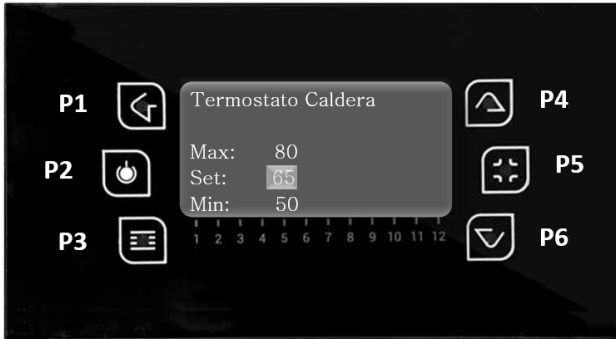 Termostato Caldera
P1
P4
Max: 80
P2
Set: 65
P5
Min: 50
P3
1 2 3 4 5 6 7 8 9 10 11 12
P6